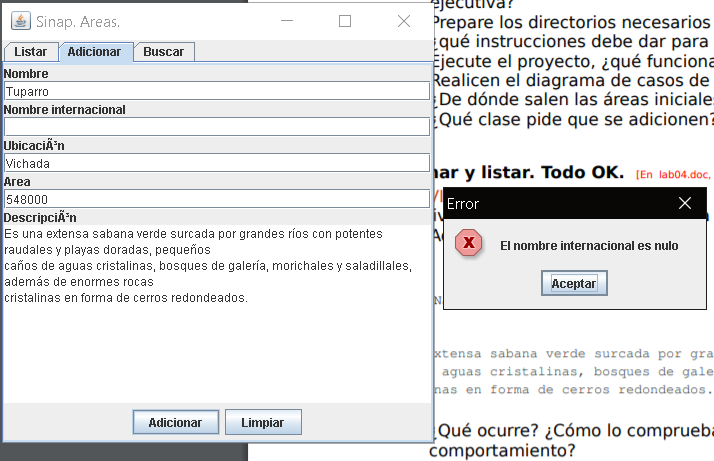 Sinap. Areas.
Listar Adicionar Buscar
Nombre
Tuparro
Nombre internacional
UbicaciÃ³n
Vichada
Area
548000
DescripciÃ³n
Es una extensa sabana verde surcada por grandes ríos con potentes
raudales y playas doradas, pequeños
caños de aguas cristalinas, bosques de galería, morichales y saladillales,
además de enormes rocas
cristalinas en forma de cerros redondeados.
Adicionar Limpiar
ejecutiva?
Prepare los directorios necesarios
¿qué instrucciones debe dar para
Ejecute el proyecto, ¿qué funciona
Realicen el diagrama de casos de
¿De dónde salen las áreas iniciales
¿Qué clase pide que se adicionen?
nar y listar. Todo OK. [En lab04.doc,
Error
El nombre internacional es nulo
Aceptar
xtensa sabana verde surcada por gra
aguas cristalinas, bosques de gale
nas en forma de cerros redondeados.
¿Qué ocurre? ¿Cómo lo comprueba
comportamiento?